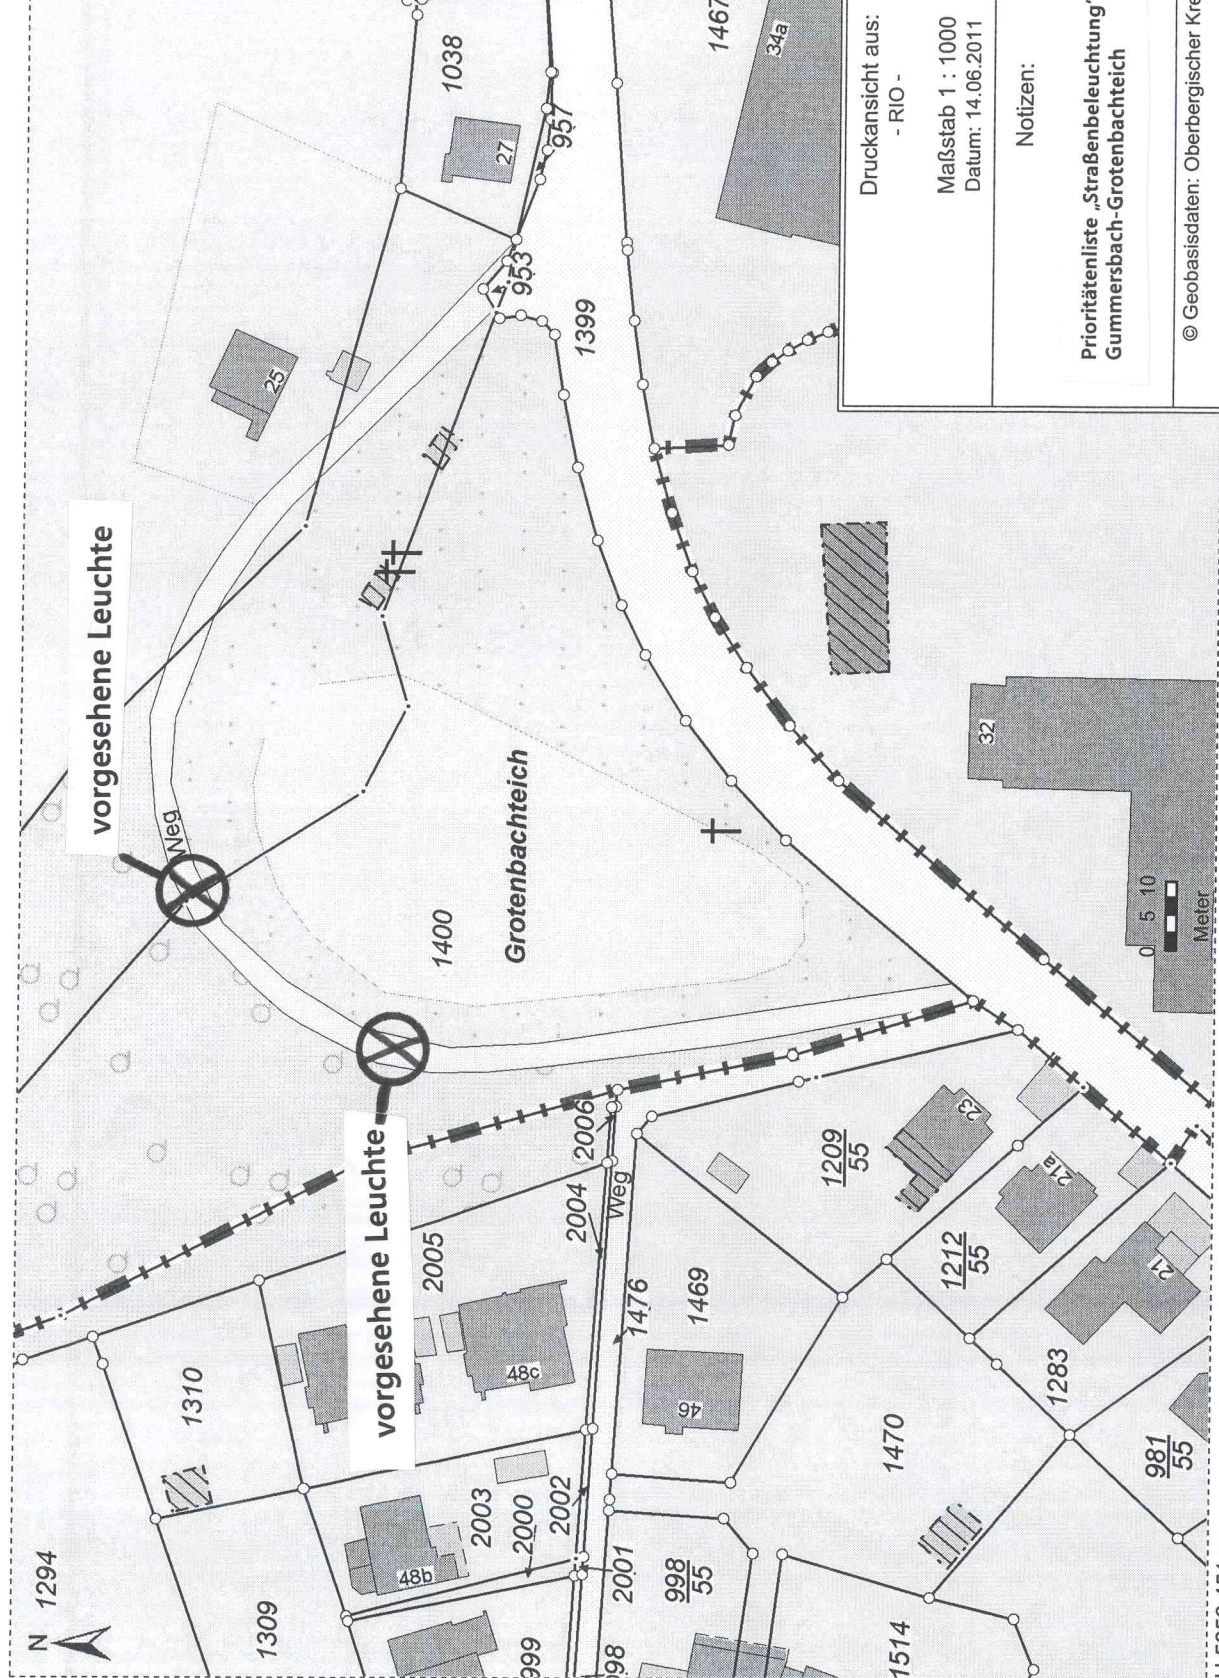 N
1294
1309
1310
999
48b
2003
2000
2002
2001
98
998
55
1514
2005
48c
2004
2006
Weg
1476
1469
46
1470
1209
55
23
1212
55
21a
21
1283
981
55
vorgesehene Leuchte
vorgesehene Leuchte
Weg
1400
Grotenbachteich
25
27
1038
953
957
1399
1467
34a
32
0 5 10
Meter
Druckansicht aus:
- RIO -
Maßstab 1 : 1000
Datum: 14.06.2011
Notizen:
Prioritätenliste „Straßenbeleuchtung“
Gummersbach-Grotenbachteich
© Geobasisdaten: Oberbergischer Kre